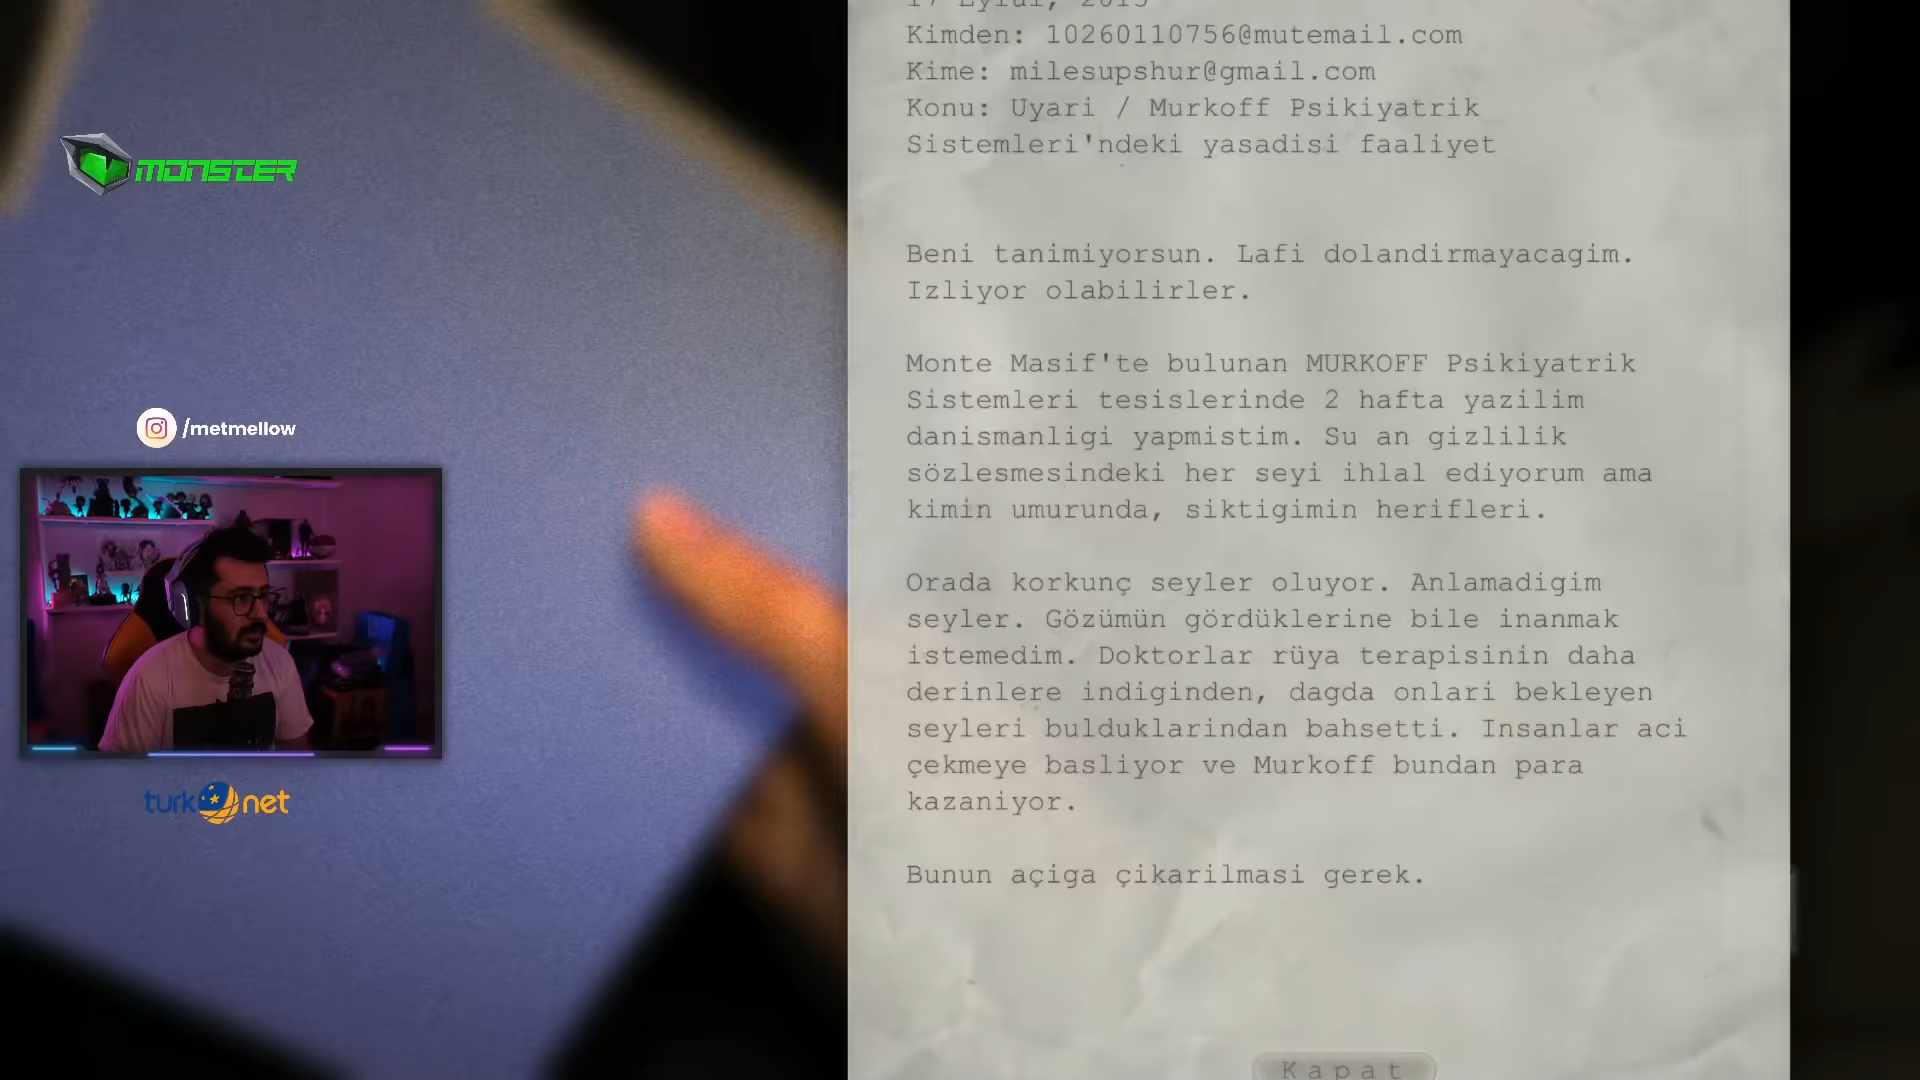 17 Eylül, 2013
Kimden: 10260110756@mutemail.com
Kime: milesupshur@gmail.com
Konu: Uyari / Murkoff Psikiyatrik
Sistemleri'ndeki yasadisi faaliyet
Beni tanimiyorsun. Lafi dolandirmayacagim.
Izliyor olabilirler.
Monte Masif'te bulunan MURKOFF Psikiyatrik
Sistemleri tesislerinde 2 hafta yazilim
danismanligi yapmistim. Su an gizlilik
sözlesmesindeki her seyi ihlal ediyorum ama
kimin umurunda, siktigimin herifleri.
Orada korkunç seyler oluyor. Anlamadigim
seyler. Gözümün gördüklerine bile inanmak
istemedim. Doktorlar rüya terapisinin daha
derinlere indiginden, dagda onlari bekleyen
seyleri bulduklarindan bahsetti. Insanlar aci
çekmeye basliyor ve Murkoff bundan para
kazaniyor.
Bunun açiga çikarilmasi gerek.
Kapat
MONSTER
/metmellow
turknet